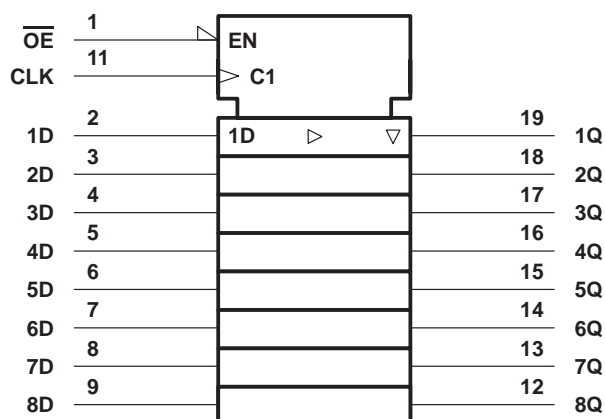 OE 1 EN
CLK 11 C1
1D 2 1D 19 1Q
2D 3 18 2Q
3D 4 17 3Q
4D 5 16 4Q
5D 6 15 5Q
6D 7 14 6Q
7D 8 13 7Q
8D 9 12 8Q